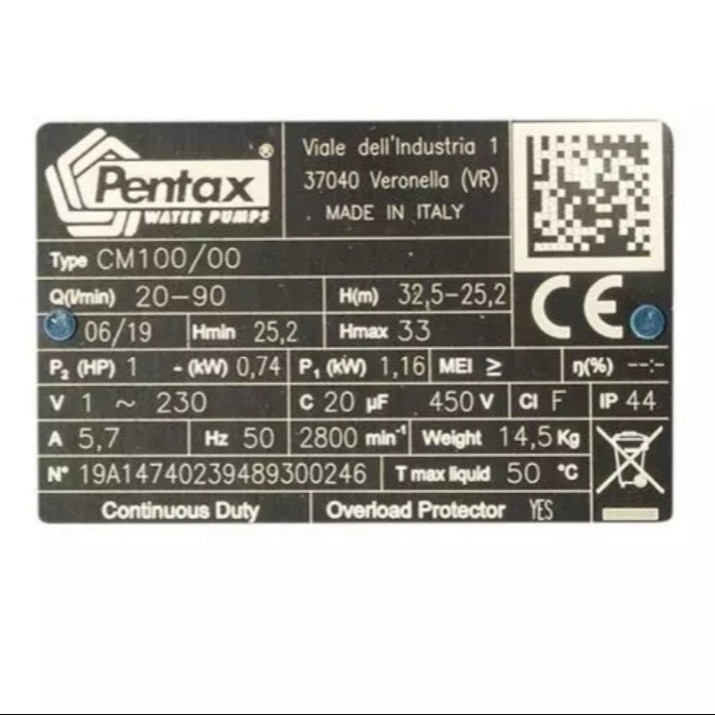 Pentax ®
WATER PUMPS
Viale dell'Industria 1
37040 Veronella (VR)
MADE IN ITALY
Type CM100/00
Q(l/min) 20-90 H(m) 32,5-25,2
CE
06/19 Hmin 25,2 Hmax 33
P₂ (HP) 1 - (kW) 0,74 P₁ (kW) 1,16 MEI ≥ η(%) --:-
V 1 ~ 230 C 20 µF 450 V Cl F IP 44
A 5,7 Hz 50 2800 min⁻¹ Weight 14,5 Kg
N° 19A14740239489300246 T max liquid 50 °C
Continuous Duty Overload Protector YES